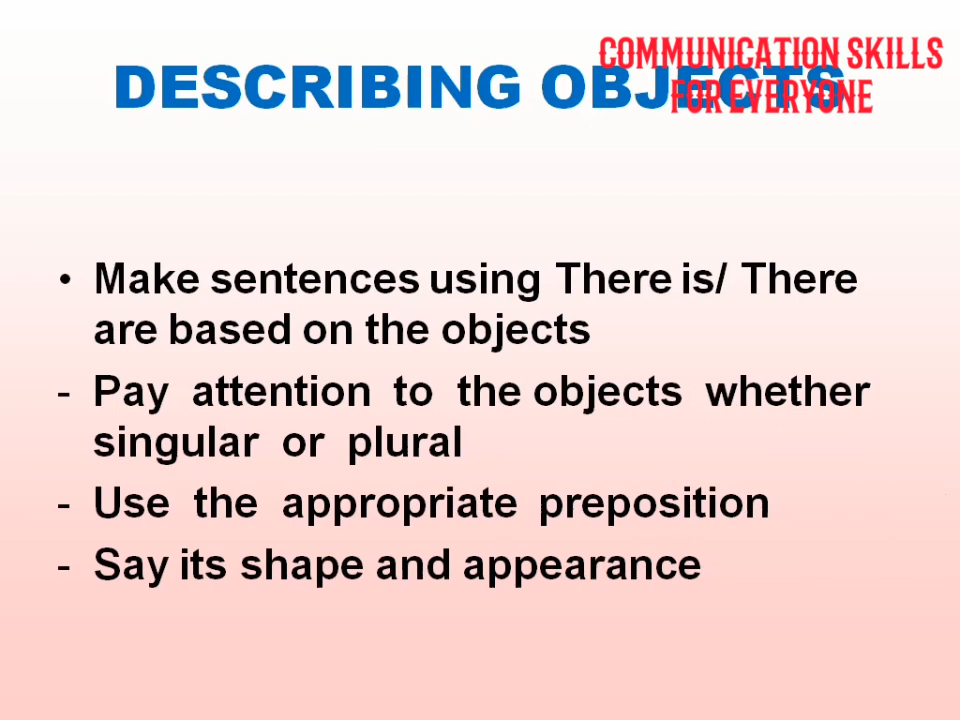 COMMUNICATION SKILLS
FOR EVERYONE
DESCRIBING OBJECTS
• Make sentences using There is/ There
are based on the objects
- Pay attention to the objects whether
singular or plural
- Use the appropriate preposition
- Say its shape and appearance